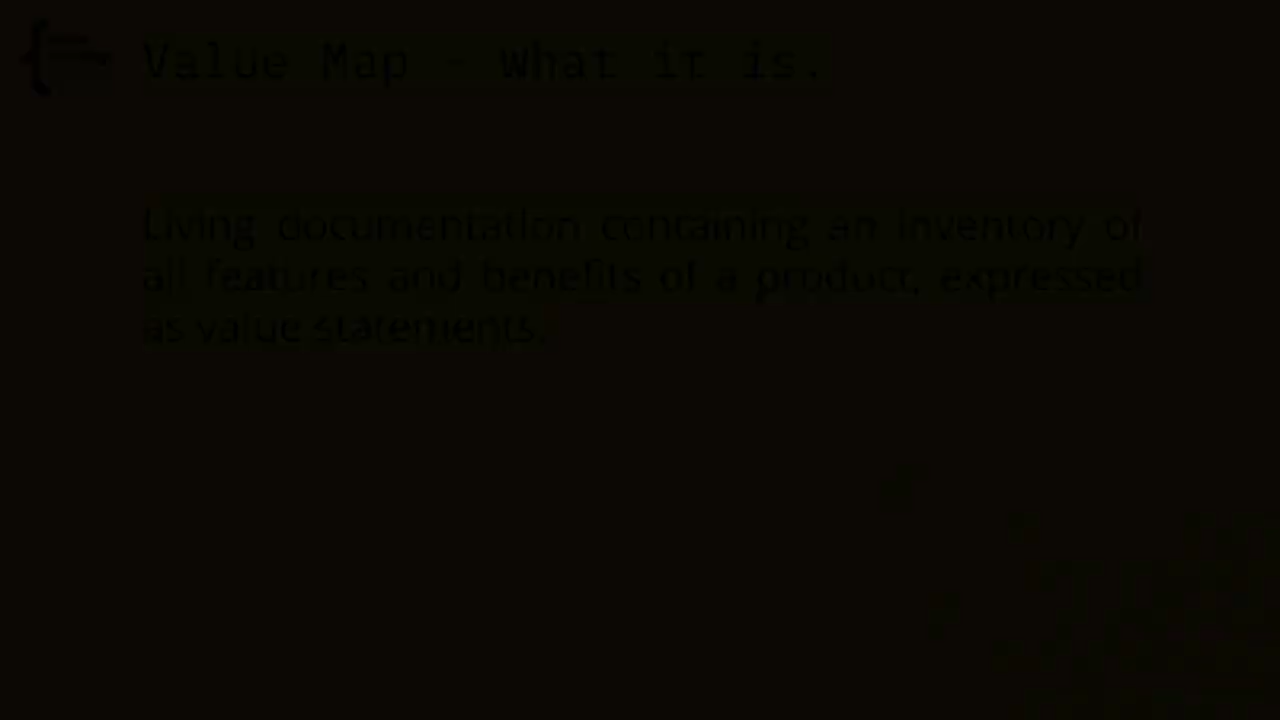 Value Map - What it is.
Living documentation containing an inventory of
all features and benefits of a product, expressed
as value statements.